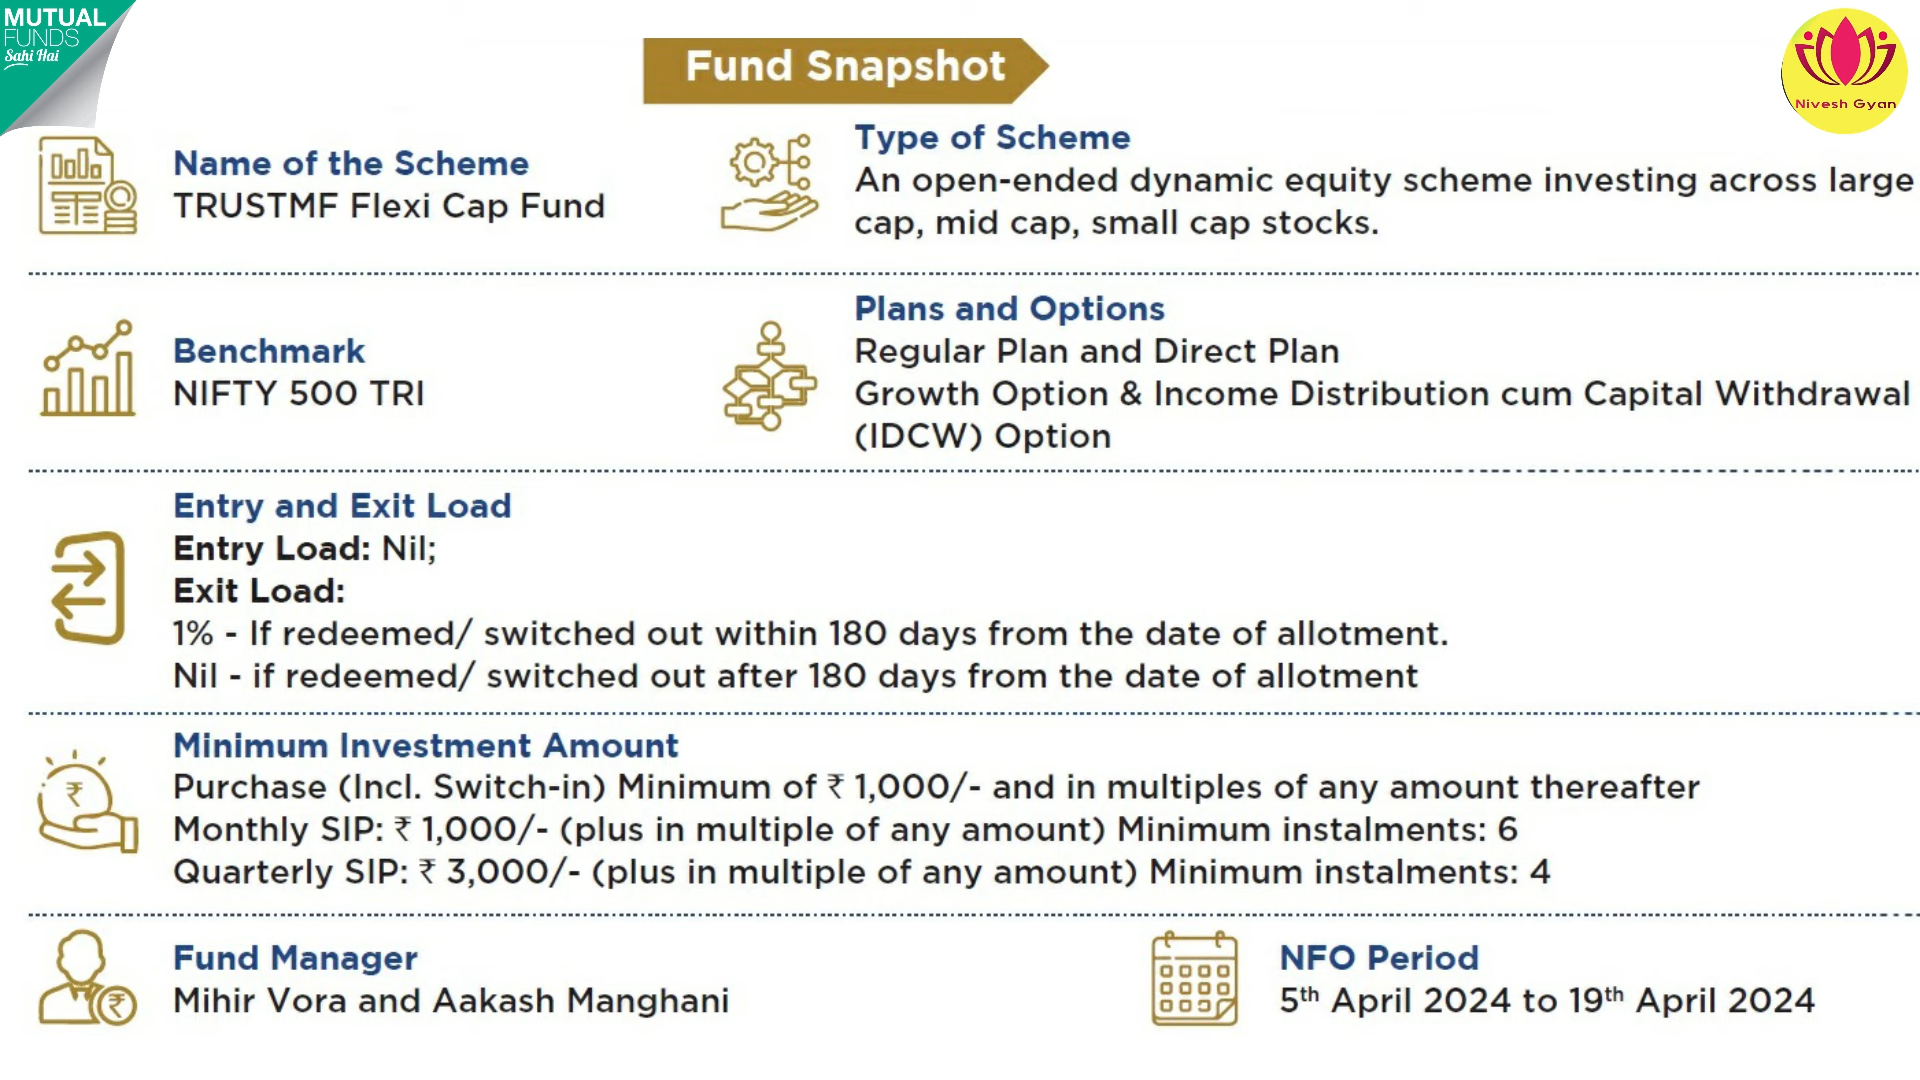 MUTUAL
FUNDS
Sahi Hai
Fund Snapshot
Nivesh Gyan
Name of the Scheme
TRUSTMF Flexi Cap Fund
Type of Scheme
An open-ended dynamic equity scheme investing across large
cap, mid cap, small cap stocks.
Benchmark
NIFTY 500 TRI
Plans and Options
Regular Plan and Direct Plan
Growth Option & Income Distribution cum Capital Withdrawal
(IDCW) Option
Entry and Exit Load
Entry Load: Nil;
Exit Load:
1% - If redeemed/ switched out within 180 days from the date of allotment.
Nil - if redeemed/ switched out after 180 days from the date of allotment
₹
Minimum Investment Amount
Purchase (Incl. Switch-in) Minimum of ₹ 1,000/- and in multiples of any amount thereafter
Monthly SIP: ₹ 1,000/- (plus in multiple of any amount) Minimum instalments: 6
Quarterly SIP: ₹ 3,000/- (plus in multiple of any amount) Minimum instalments: 4
₹
Fund Manager
Mihir Vora and Aakash Manghani
NFO Period
5th April 2024 to 19th April 2024